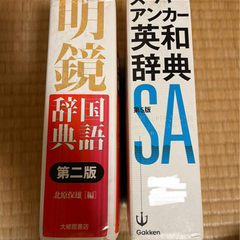 明鏡
国語
辞典
第二版
北原保雄[編]
大修館書店
アンカー
英和
辞典
第5版
SA
Gakken